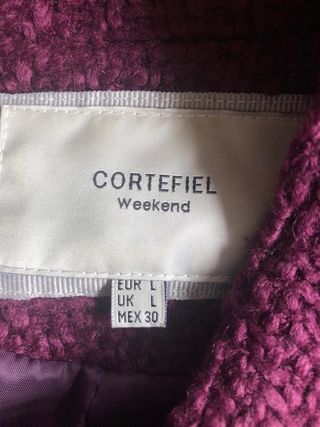 CORTEFIEL
Weekend
EUR L
UK L
MEX 30